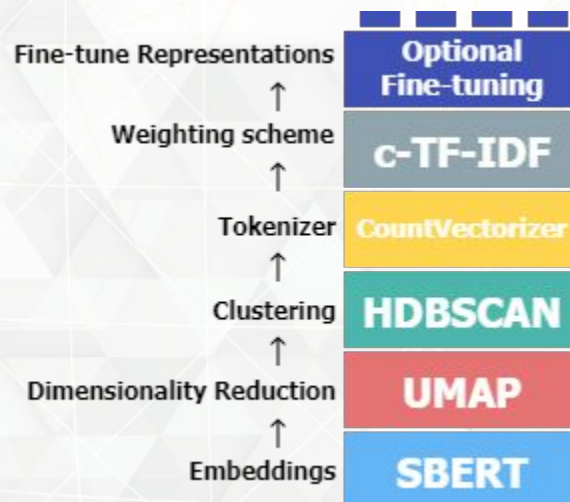 Fine-tune Representations
Optional
Fine-tuning
↑
Weighting scheme
c-TF-IDF
↑
Tokenizer
CountVectorizer
↑
Clustering
HDBSCAN
↑
Dimensionality Reduction
UMAP
↑
Embeddings
SBERT